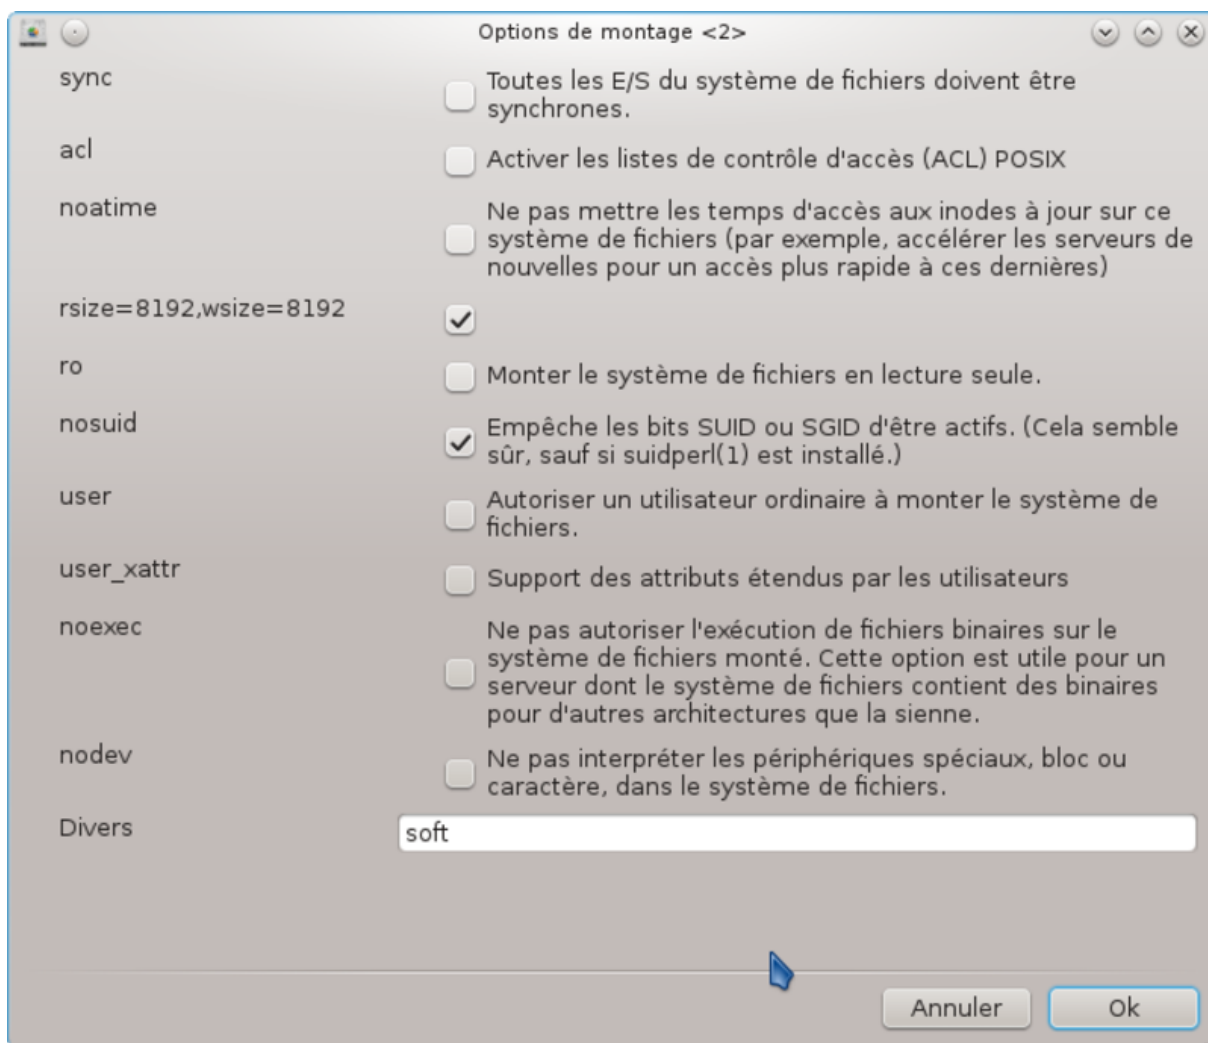 Options de montage <2>
sync
Toutes les E/S du système de fichiers doivent être
synchrones.
acl
Activer les listes de contrôle d'accès (ACL) POSIX
noatime
Ne pas mettre les temps d'accès aux inodes à jour sur ce
système de fichiers (par exemple, accélérer les serveurs de
nouvelles pour un accès plus rapide à ces dernières)
rsize=8192,wsize=8192
ro
Monter le système de fichiers en lecture seule.
nosuid
Empêche les bits SUID ou SGID d'être actifs. (Cela semble
sûr, sauf si suidperl(1) est installé.)
user
Autoriser un utilisateur ordinaire à monter le système de
fichiers.
user_xattr
Support des attributs étendus par les utilisateurs
noexec
Ne pas autoriser l'exécution de fichiers binaires sur le
système de fichiers monté. Cette option est utile pour un
serveur dont le système de fichiers contient des binaires
pour d'autres architectures que la sienne.
nodev
Ne pas interpréter les périphériques spéciaux, bloc ou
caractère, dans le système de fichiers.
Divers
soft
Annuler
Ok